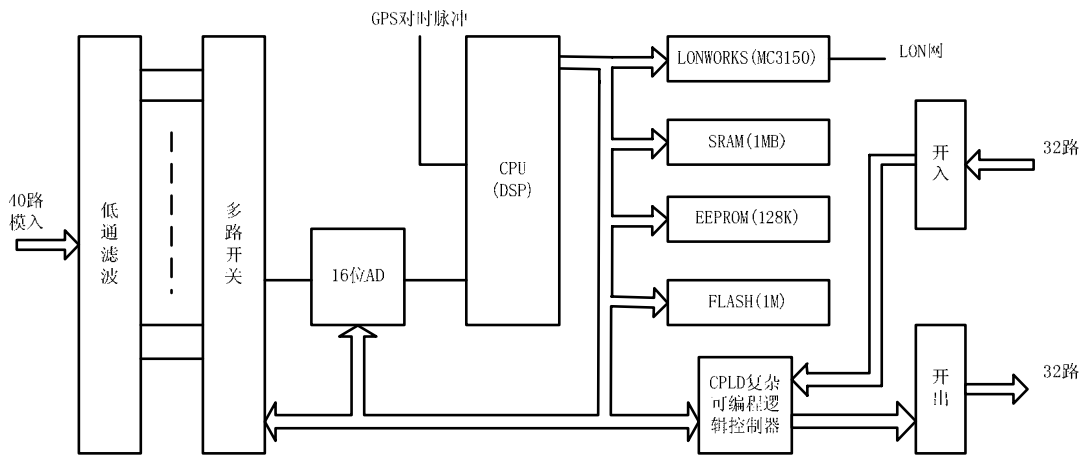 GPS对时脉冲
40路
模入
低通滤波
多路开关
16位AD
CPU
(DSP)
LONWORKS(MC3150)
LON网
SRAM(1MB)
EEPROM(128K)
FLASH(1M)
CPLD复杂
可编程逻
辑控制器
开入
32路
开出
32路